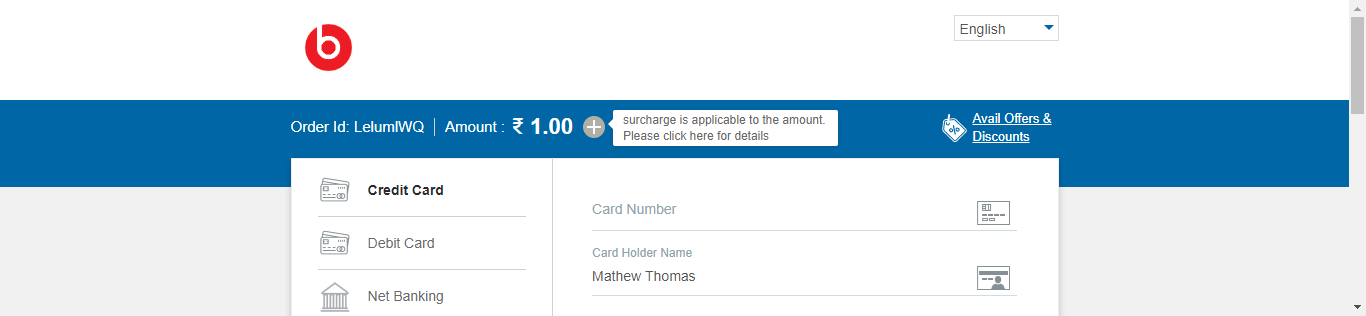 b
English
Order Id: LelumlWQ
Amount : ₹ 1.00
surcharge is applicable to the amount.
Please click here for details
Avail Offers &
Discounts
Credit Card
Debit Card
Net Banking
Card Number
Card Holder Name
Mathew Thomas